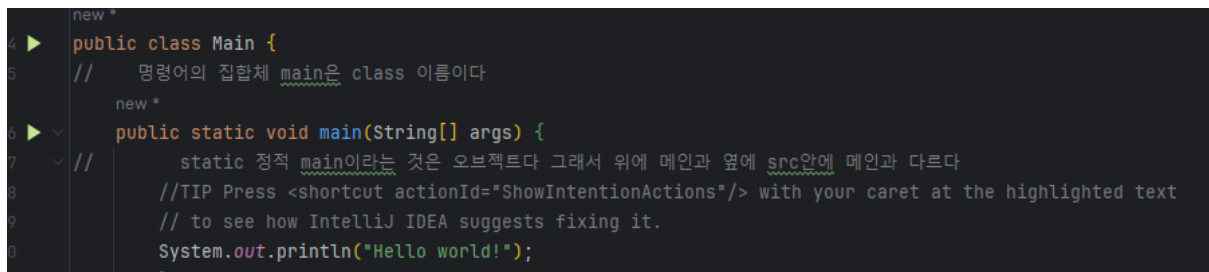 new *
4 public class Main {
5 //    명령어의 집합체 main은 class 이름이다
new *
6 public static void main(String[] args) {
7 //        static 정적 main이라는 것은 오브젝트다 그래서 위에 메인과 옆에 src안에 메인과 다르다
8 //TIP Press <shortcut actionId="ShowIntentionActions"/> with your caret at the highlighted text
9 // to see how IntelliJ IDEA suggests fixing it.
0 System.out.println("Hello world!");